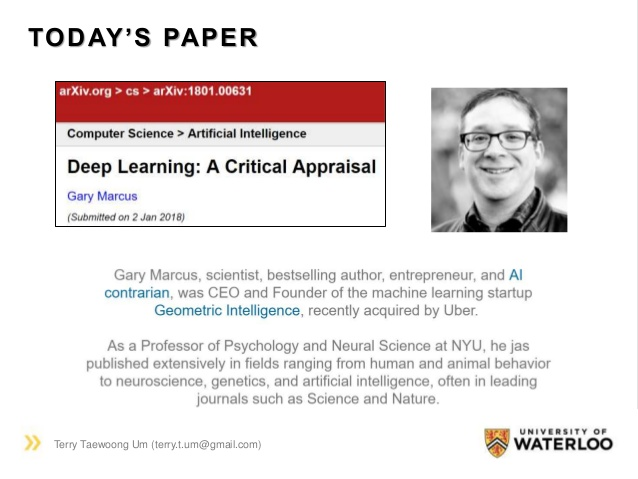 TODAY'S PAPER
arXiv.org > cs > arXiv:1801.00631
Computer Science > Artificial Intelligence
Deep Learning: A Critical Appraisal
Gary Marcus
(Submitted on 2 Jan 2018)
Gary Marcus, scientist, bestselling author, entrepreneur, and AI
contrarian, was CEO and Founder of the machine learning startup
Geometric Intelligence, recently acquired by Uber.
As a Professor of Psychology and Neural Science at NYU, he jas
published extensively in fields ranging from human and animal behavior
to neuroscience, genetics, and artificial intelligence, often in leading
journals such as Science and Nature.
Terry Taewoong Um (terry.t.um@gmail.com)
UNIVERSITY OF
WATERLOO